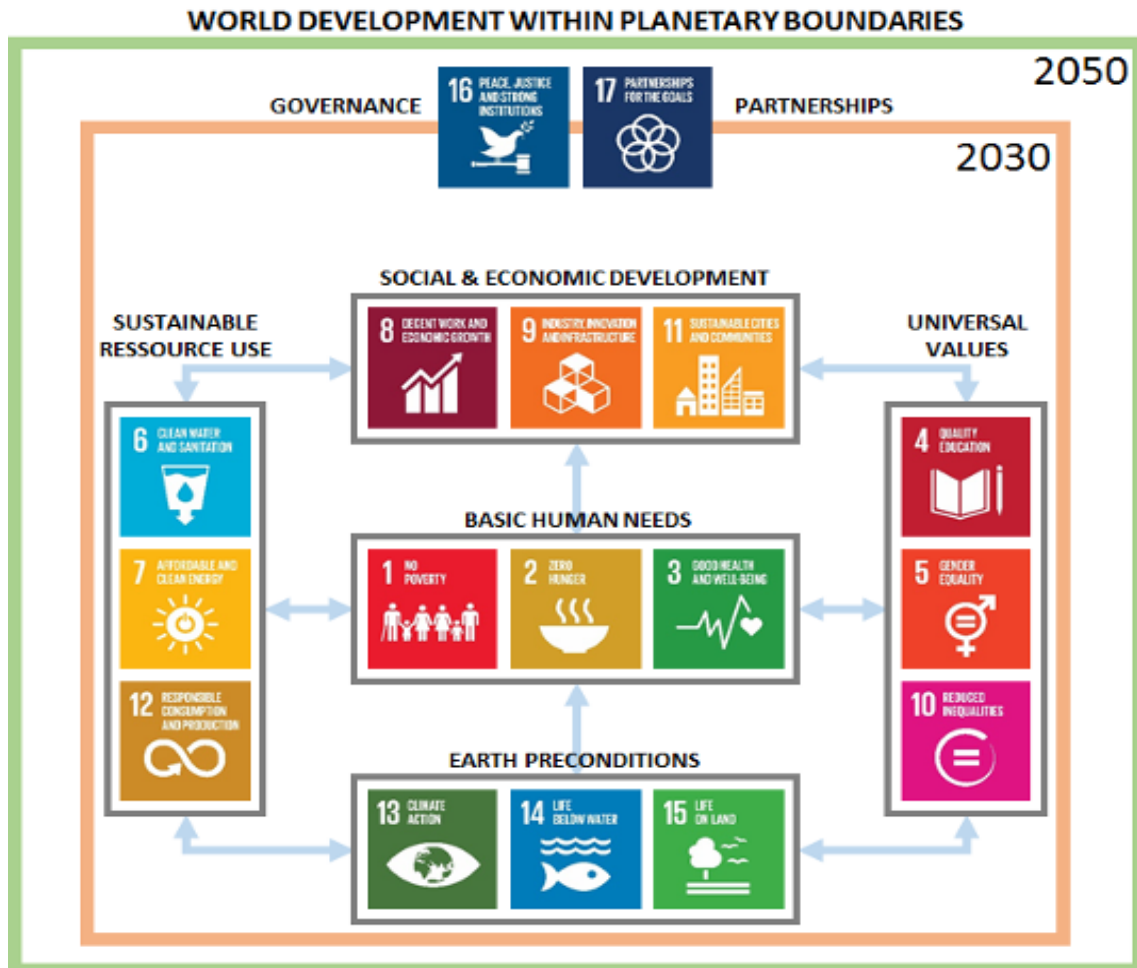 WORLD DEVELOPMENT WITHIN PLANETARY BOUNDARIES
2050
GOVERNANCE
16 PEACE, JUSTICE
AND STRONG
INSTITUTIONS
17 PARTNERSHIPS
FOR THE GOALS
PARTNERSHIPS
2030
SOCIAL & ECONOMIC DEVELOPMENT
SUSTAINABLE
RESSOURCE USE
8 DECENT WORK AND
ECONOMIC GROWTH
9 INDUSTRY, INNOVATION
AND INFRASTRUCTURE
11 SUSTAINABLE CITIES
AND COMMUNITIES
UNIVERSAL
VALUES
6 CLEAN WATER
AND SANITATION
7 AFFORDABLE AND
CLEAN ENERGY
12 RESPONSIBLE
CONSUMPTION
AND PRODUCTION
BASIC HUMAN NEEDS
1 NO
POVERTY
2 ZERO
HUNGER
3 GOOD HEALTH
AND WELL-BEING
4 QUALITY
EDUCATION
5 GENDER
EQUALITY
10 REDUCED
INEQUALITIES
EARTH PRECONDITIONS
13 CLIMATE
ACTION
14 LIFE
BELOW WATER
15 LIFE
ON LAND